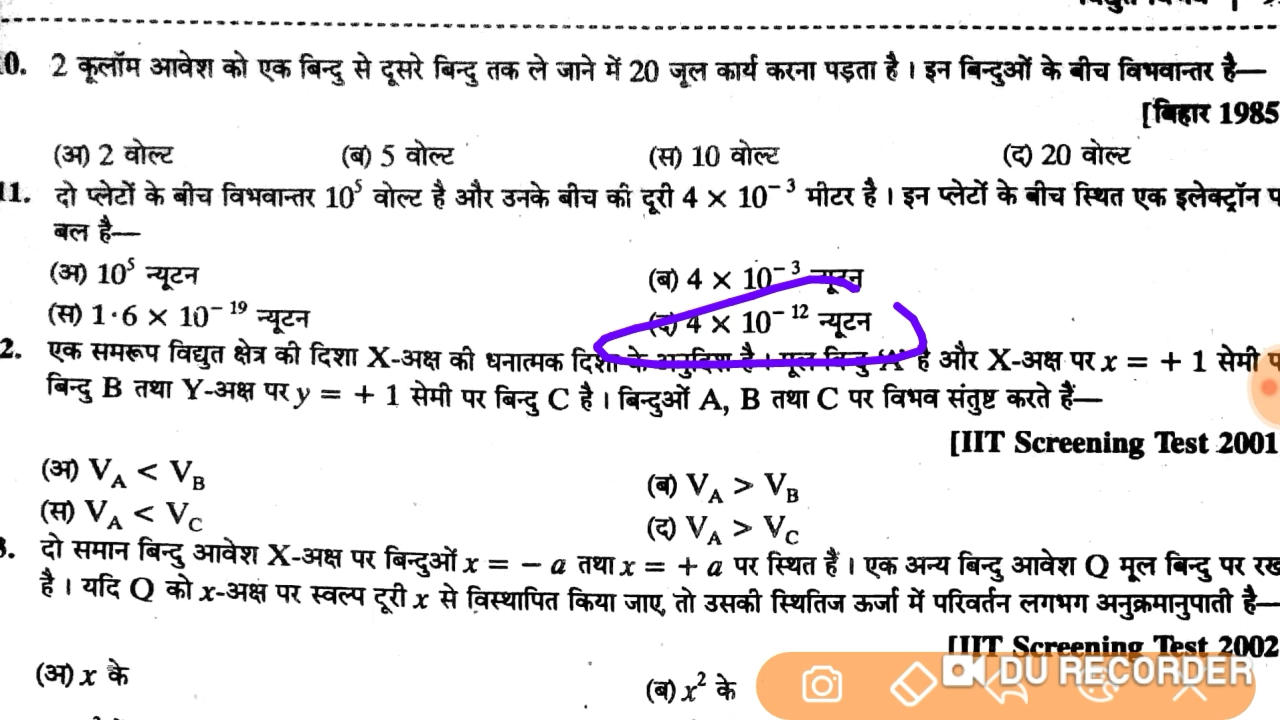 0. 2 कूलॉम आवेश को एक बिन्दु से दूसरे बिन्दु तक ले जाने में 20 जूल कार्य करना पड़ता है। इन बिन्दुओं के बीच विभवान्तर है—
[बिहार 1985
(अ) 2 वोल्ट (ब) 5 वोल्ट (स) 10 वोल्ट (द) 20 वोल्ट
11. दो प्लेटों के बीच विभवान्तर 10⁵ वोल्ट है और उनके बीच की दूरी 4 × 10⁻³ मीटर है। इन प्लेटों के बीच स्थित एक इलेक्ट्रॉन
बल है—
(अ) 10⁵ न्यूटन (ब) 4 × 10⁻³ न्यूटन
(स) 1·6 × 10⁻¹⁹ न्यूटन (द) 4 × 10⁻¹² न्यूटन
2. एक समरूप विद्युत क्षेत्र की दिशा X-अक्ष की धनात्मक दिशा के अनुदिश है। मूल बिन्दु 'A' है और X-अक्ष पर x = + 1 सेमी
बिन्दु B तथा Y-अक्ष पर y = + 1 सेमी पर बिन्दु C है। बिन्दुओं A, B तथा C पर विभव संतुष्ट करते हैं—
[IIT Screening Test 2001
(अ) V_A < V_B (ब) V_A > V_B
(स) V_A < V_C (द) V_A > V_C
3. दो समान बिन्दु आवेश X-अक्ष पर बिन्दुओं x = − a तथा x = + a पर स्थित हैं। एक अन्य बिन्दु आवेश Q मूल बिन्दु पर
है। यदि Q को x-अक्ष पर स्वल्प दूरी x से विस्थापित किया जाए, तो उसकी स्थितिज ऊर्जा में परिवर्तन लगभग अनुक्रमानुपाती है—
[IIT Screening Test 2002
(अ) x के (ब) x² के
DU RECORDER